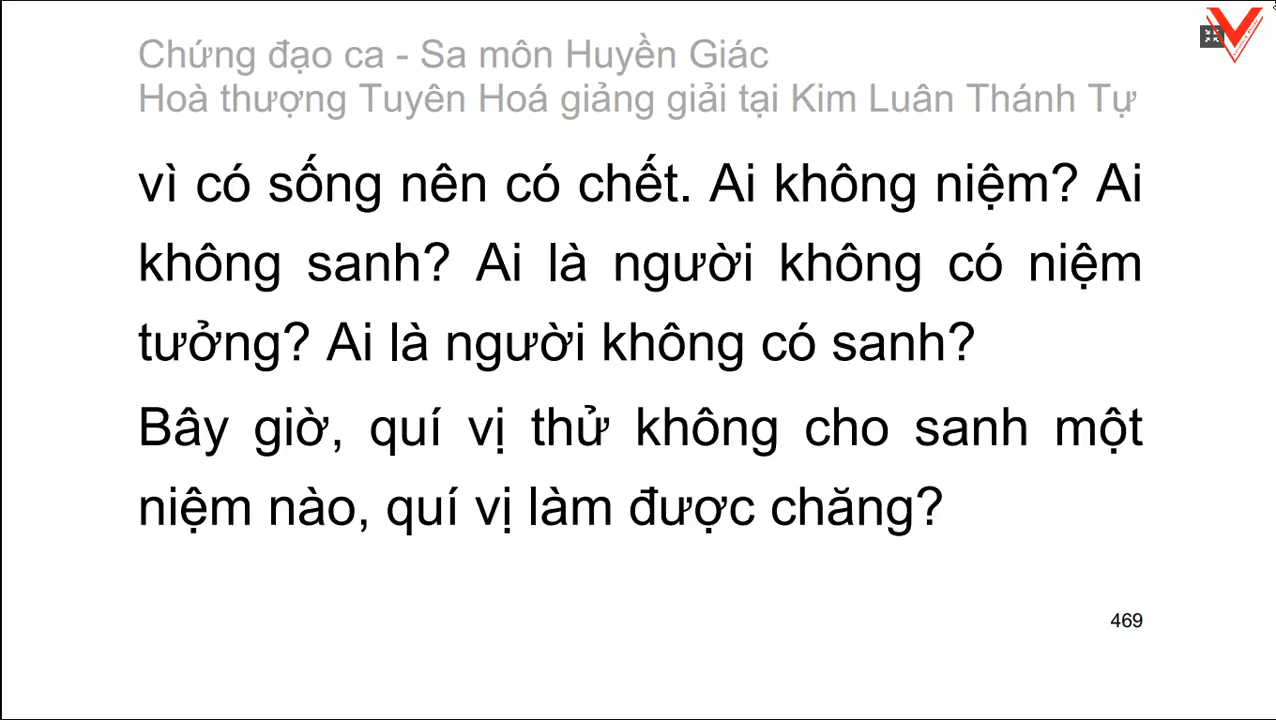 Chứng đạo ca - Sa môn Huyền Giác
Hoà thượng Tuyên Hoá giảng giải tại Kim Luân Thánh Tự
vì có sống nên có chết. Ai không niệm? Ai
không sanh? Ai là người không có niệm
tưởng? Ai là người không có sanh?
Bây giờ, quí vị thử không cho sanh một
niệm nào, quí vị làm được chăng?
469